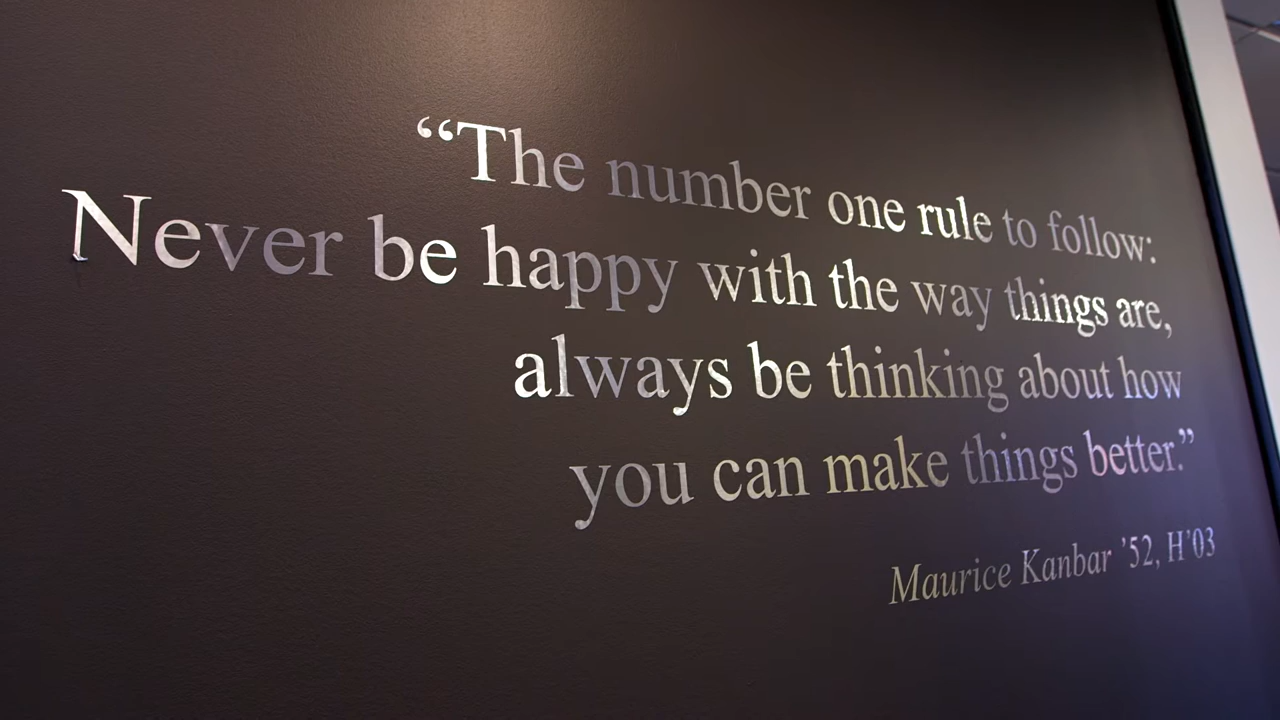 “The number one rule to follow:
Never be happy with the way things are,
always be thinking about how
you can make things better.”
Maurice Kanbar ’52, H’03